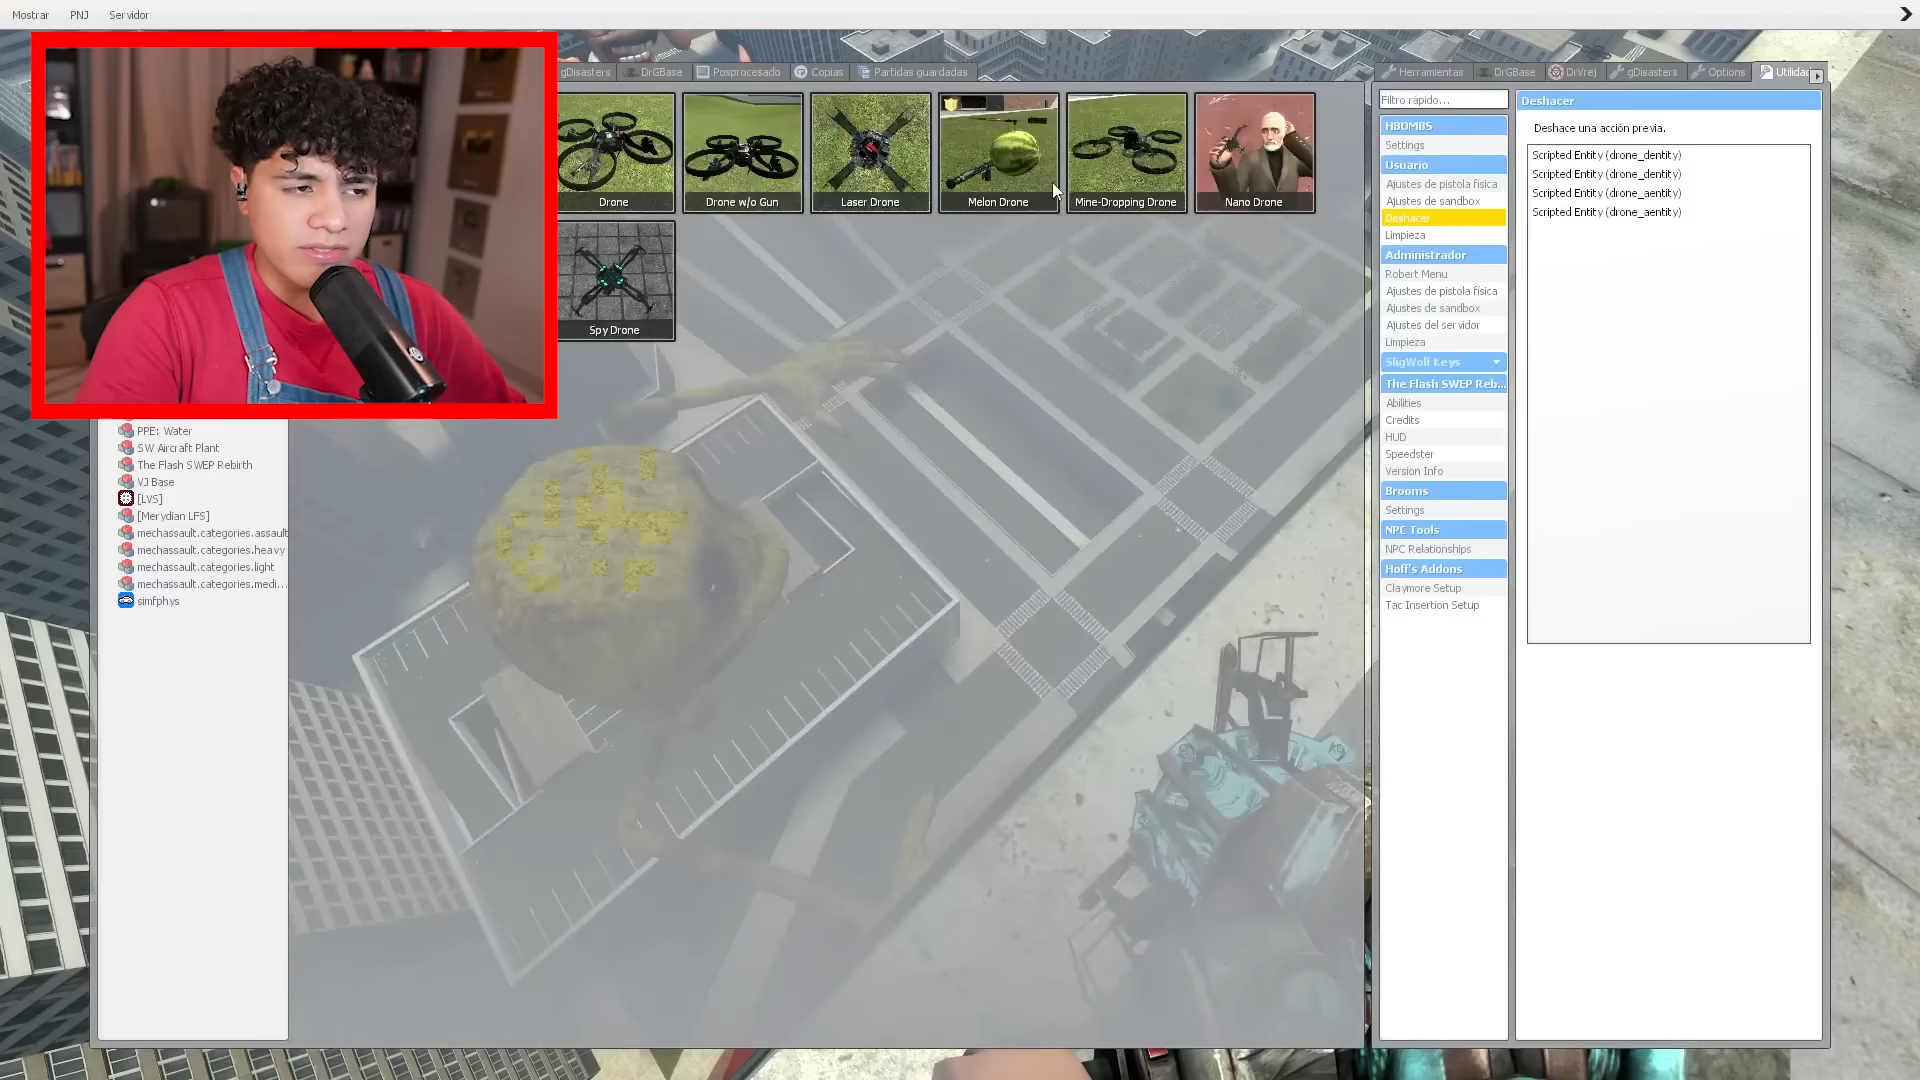 Mostrar PNJ Servidor
gDisasters DrGBase Posprocesado Copias Partidas guardadas
Drone
Drone w/o Gun
Laser Drone
Melon Drone
Mine-Dropping Drone
Nano Drone
Spy Drone
PPE: Water
SW Aircraft Plant
The Flash SWEP Rebirth
VJ Base
[LVS]
[Merydian LFS]
mechassault.categories.assault
mechassault.categories.heavy
mechassault.categories.light
mechassault.categories.medi...
simfphys
Herramientas DrGBase DrVrej gDisasters Options Utilidad
Filtro rápido...
HBOMBS
Settings
Usuario
Ajustes de pistola física
Ajustes de sandbox
Deshacer
Limpieza
Administrador
Robert Menu
Ajustes de pistola física
Ajustes de sandbox
Ajustes del servidor
Limpieza
SligWolf Keys
The Flash SWEP Reb...
Abilities
Credits
HUD
Speedster
Version Info
Brooms
Settings
NPC Tools
NPC Relationships
Hoff's Addons
Claymore Setup
Tac Insertion Setup
Deshacer
Deshace una acción previa.
Scripted Entity (drone_dentity)
Scripted Entity (drone_dentity)
Scripted Entity (drone_aentity)
Scripted Entity (drone_aentity)